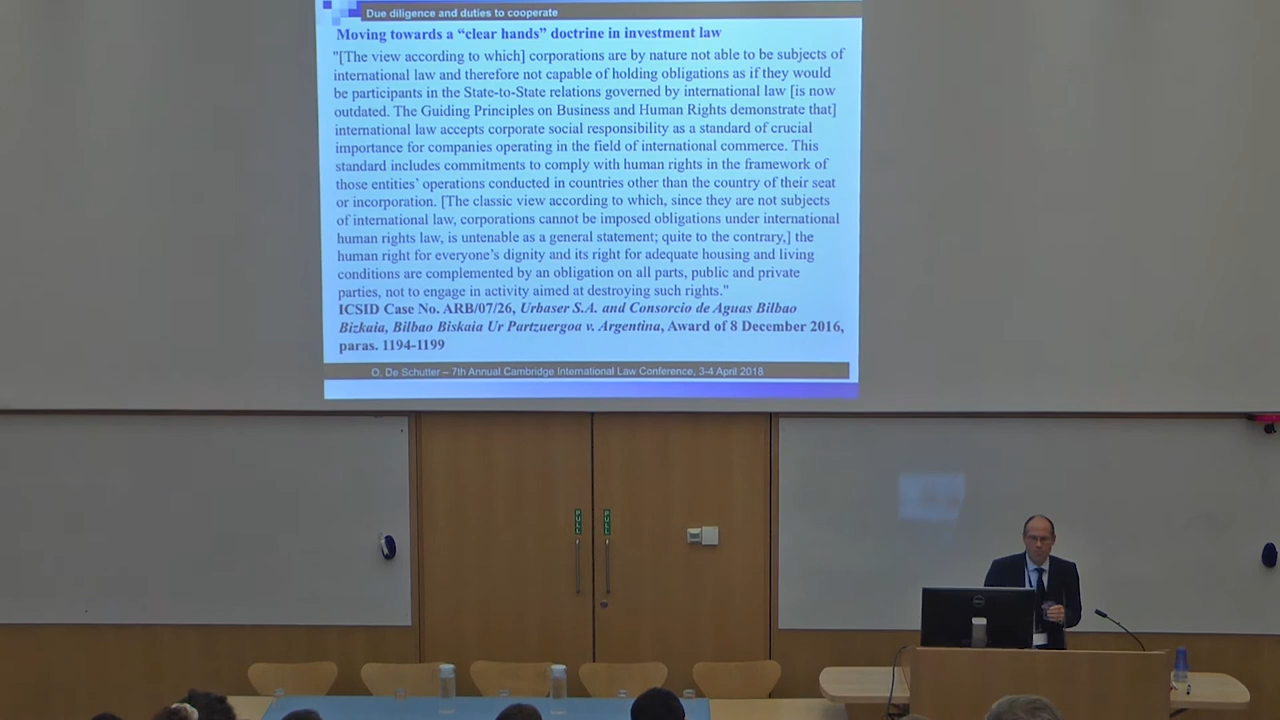 Due diligence and duties to cooperate
Moving towards a “clear hands” doctrine in investment law
"[The view according to which] corporations are by nature not able to be subjects of
international law and therefore not capable of holding obligations as if they would
be participants in the State-to-State relations governed by international law [is now
outdated. The Guiding Principles on Business and Human Rights demonstrate that]
international law accepts corporate social responsibility as a standard of crucial
importance for companies operating in the field of international commerce. This
standard includes commitments to comply with human rights in the framework of
those entities’ operations conducted in countries other than the country of their seat
or incorporation. [The classic view according to which, since they are not subjects
of international law, corporations cannot be imposed obligations under international
human rights law, is untenable as a general statement; quite to the contrary,] the
human right for everyone’s dignity and its right for adequate housing and living
conditions are complemented by an obligation on all parts, public and private
parties, not to engage in activity aimed at destroying such rights."
ICSID Case No. ARB/07/26, Urbaser S.A. and Consorcio de Aguas Bilbao
Bizkaia, Bilbao Biskaia Ur Partzuergoa v. Argentina, Award of 8 December 2016,
paras. 1194-1199
O. De Schutter – 7th Annual Cambridge International Law Conference, 3-4 April 2018
PULL
PULL
DELL